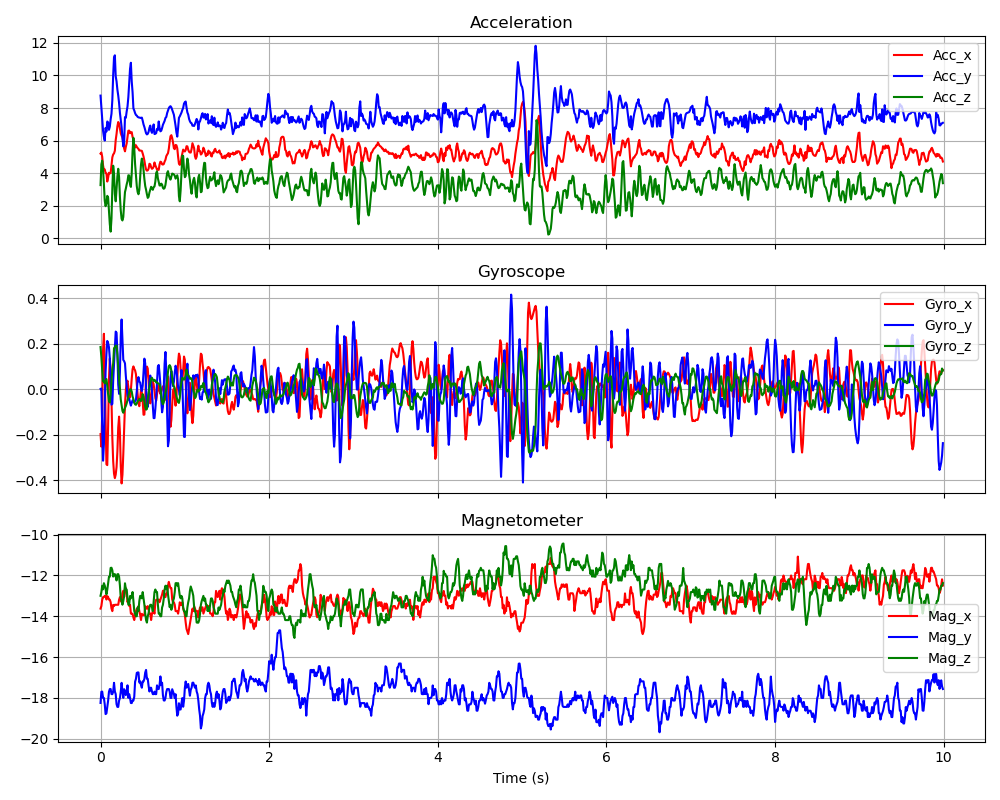 Acceleration
12
10
8
6
4
2
0
Acc_x
Acc_y
Acc_z
Gyroscope
0.4
0.2
0.0
−0.2
−0.4
Gyro_x
Gyro_y
Gyro_z
Magnetometer
−10
−12
−14
−16
−18
−20
Mag_x
Mag_y
Mag_z
0 2 4 6 8 10
Time (s)